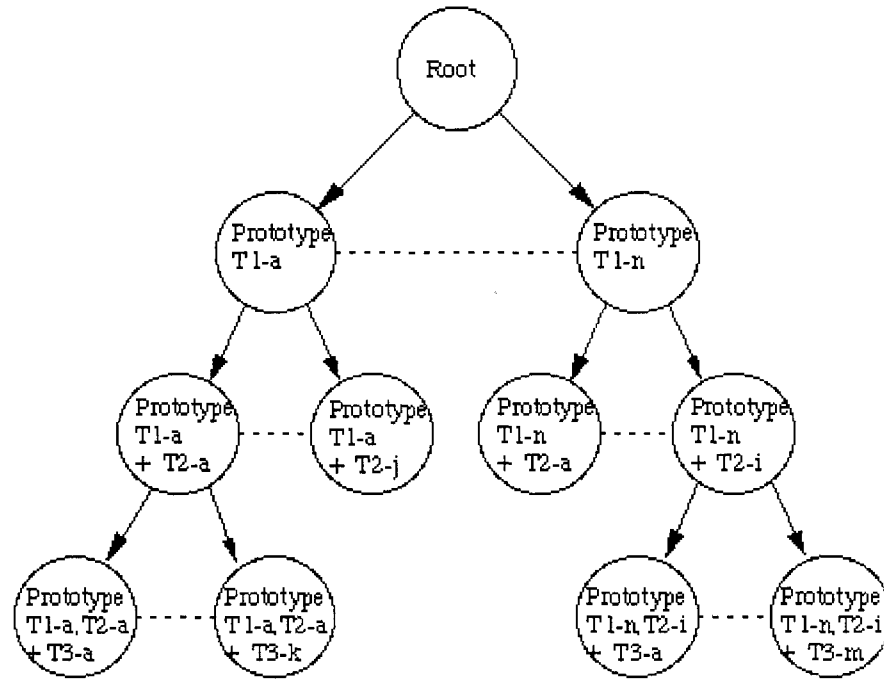 Root
Prototype
T1-a
Prototype
T1-n
Prototype
T1-a
+ T2-a
Prototype
T1-a
+ T2-j
Prototype
T1-n
+ T2-a
Prototype
T1-n
+ T2-i
Prototype
T1-a,T2-a
+ T3-a
Prototype
T1-a,T2-a
+ T3-k
Prototype
T1-n,T2-i
+ T3-a
Prototype
T1-n,T2-i
+ T3-m